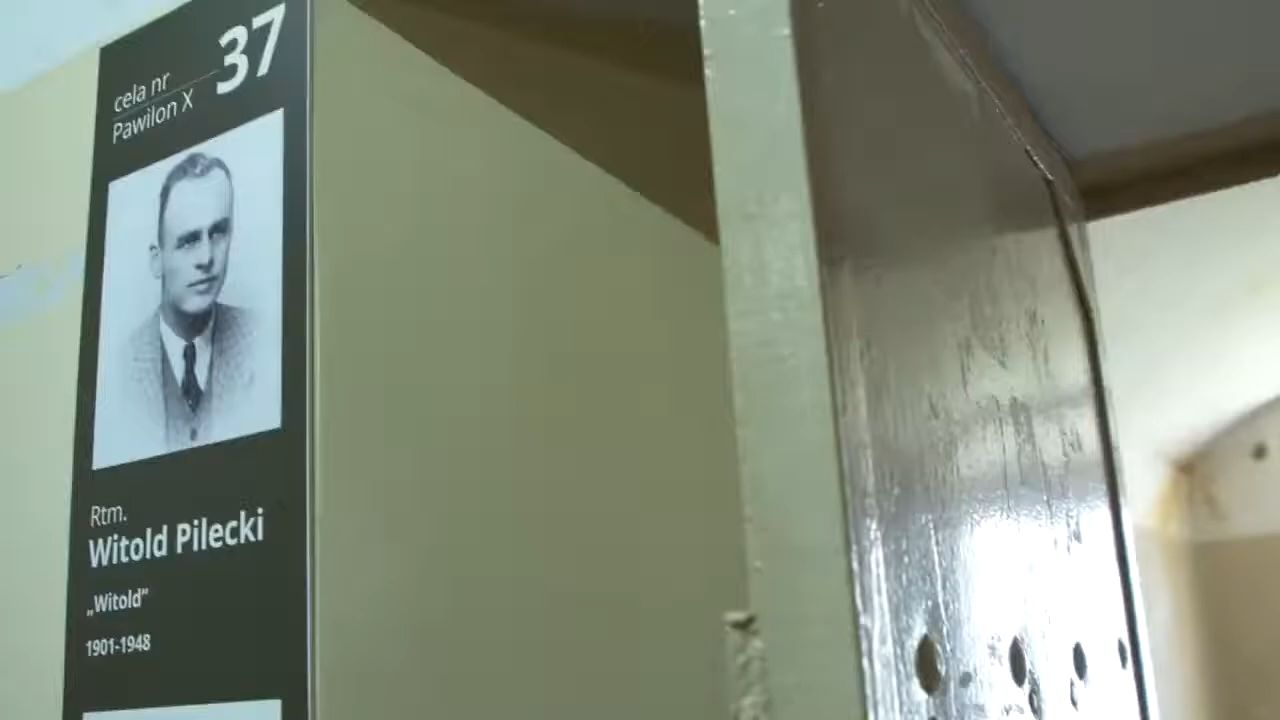 cela nr 37
Pawilon X
Rtm.
Witold Pilecki
„Witold”
1901-1948